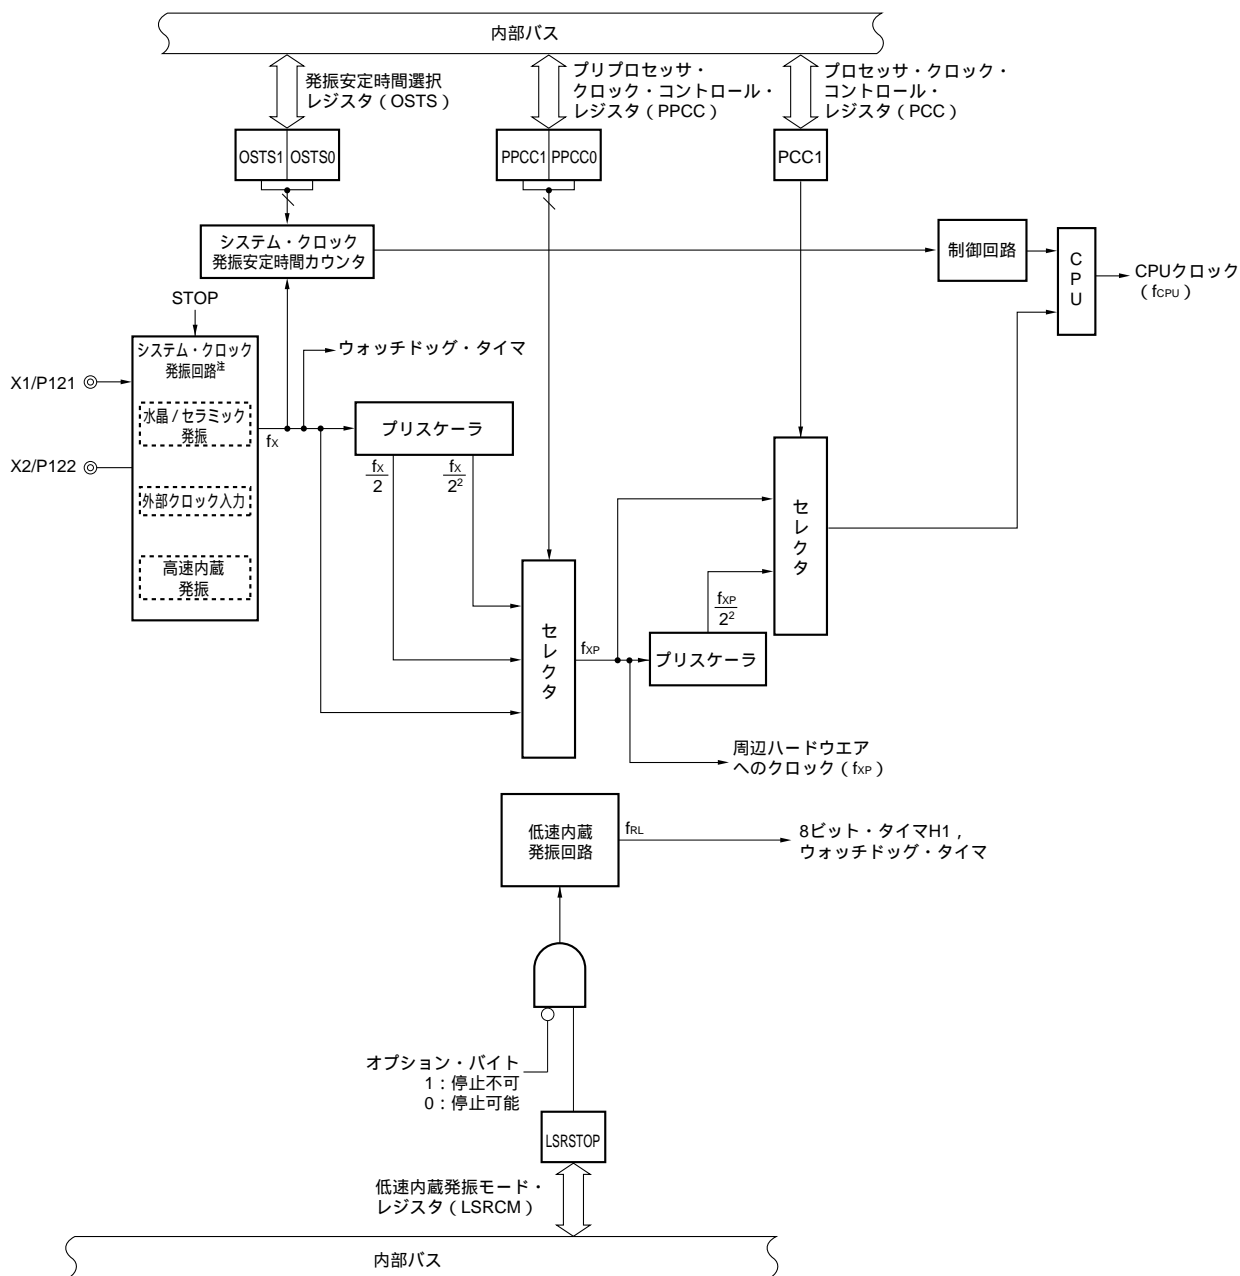 内部バス
発振安定時間選択
レジスタ（OSTS）
プリプロセッサ・
クロック・コントロール・
レジスタ（PPCC）
プロセッサ・クロック・
コントロール・
レジスタ（PCC）
OSTS1 OSTS0
PPCC1 PPCC0
PCC1
システム・クロック
発振安定時間カウンタ
制御回路
CPU
CPUクロック
（fCPU）
STOP
システム・クロック
発振回路注
X1/P121
水晶／セラミック
発振
X2/P122
外部クロック入力
高速内蔵
発振
fX
ウォッチドッグ・タイマ
プリスケーラ
fX/2
fX/2²
セレクタ
セレクタ
fXP
fXP/2²
プリスケーラ
周辺ハードウエア
へのクロック（fXP）
低速内蔵
発振回路
fRL
8ビット・タイマH1，
ウォッチドッグ・タイマ
オプション・バイト
1：停止不可
0：停止可能
LSRSTOP
低速内蔵発振モード・
レジスタ（LSRCM）
内部バス